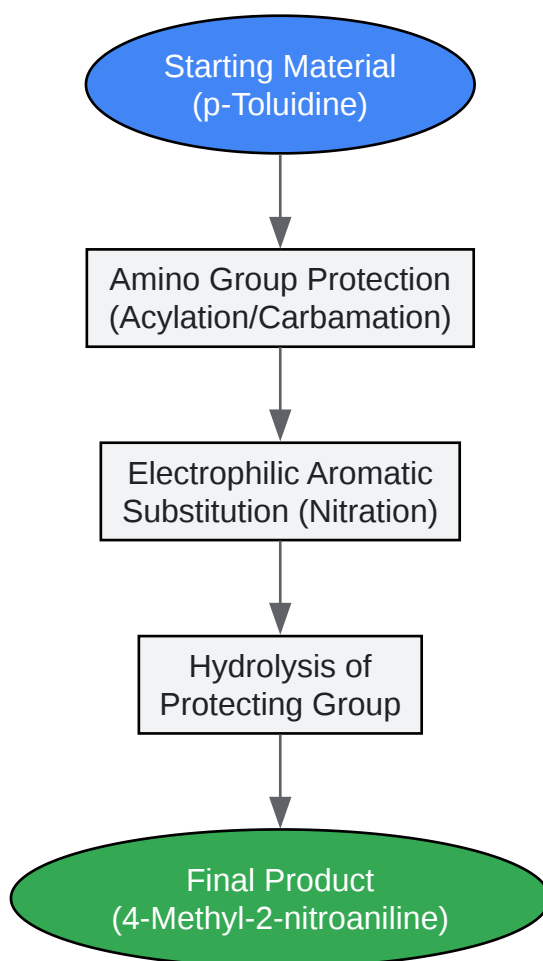 Starting Material
(p-Toluidine)
Amino Group Protection
(Acylation/Carbamation)
Electrophilic Aromatic
Substitution (Nitration)
Hydrolysis of
Protecting Group
Final Product
(4-Methyl-2-nitroaniline)